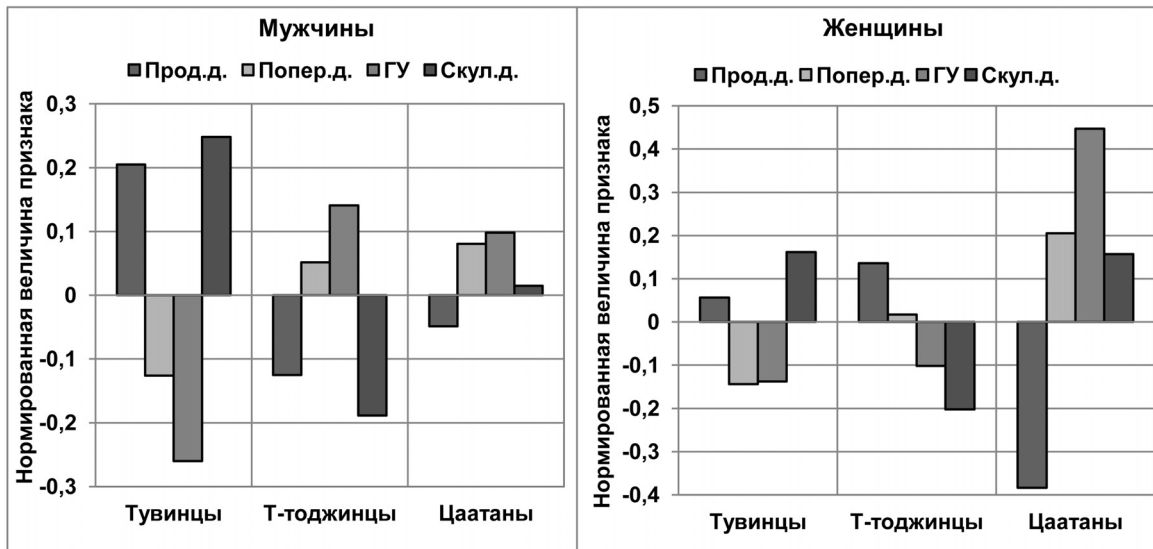 Мужчины
Прод.д. Попер.д. ГУ Скул.д.
Нормированная величина признака
0,3
0,2
0,1
0
-0,1
-0,2
-0,3
Тувинцы Т-тоджинцы Цаатаны
Женщины
Прод.д. Попер.д. ГУ Скул.д.
Нормированная величина признака
0,5
0,4
0,3
0,2
0,1
0
-0,1
-0,2
-0,3
-0,4
Тувинцы Т-тоджинцы Цаатаны